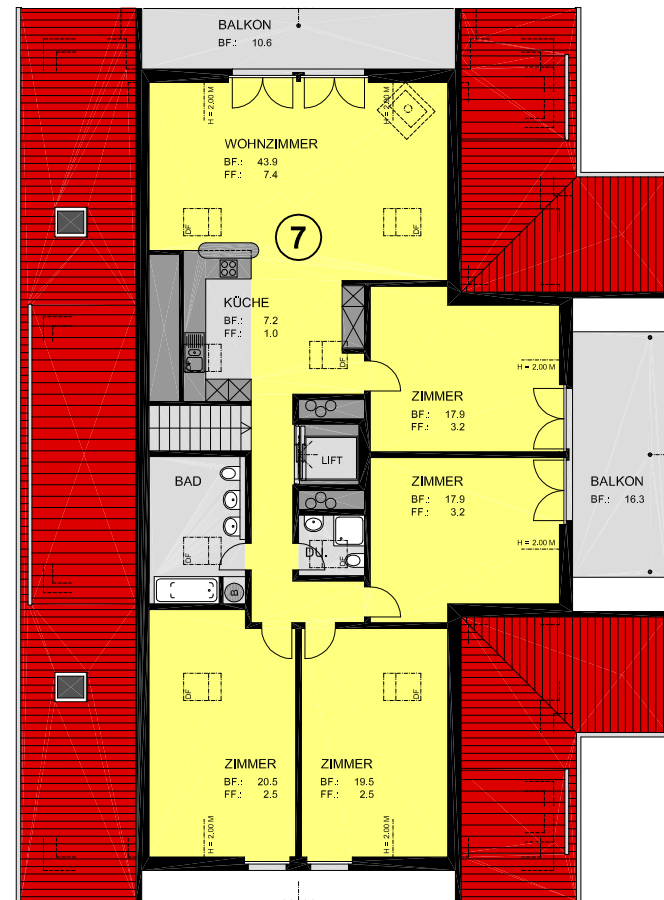 BALKON
BF.: 10.6
H = 2.00 M
H = 2.00 M
WOHNZIMMER
BF.: 43.9
FF.: 7.4
DF
DF
7
KÜCHE
BF.: 7.2
FF.: 1.0
DF
H = 2.00 M
ZIMMER
BF.: 17.9
FF.: 3.2
LIFT
BAD
ZIMMER
BF.: 17.9
FF.: 3.2
BALKON
BF.: 16.3
H = 2.00 M
DU.
DF
DF
B
DF
DF
ZIMMER
BF.: 20.5
FF.: 2.5
ZIMMER
BF.: 19.5
FF.: 2.5
H = 2.00 M
H = 2.00 M